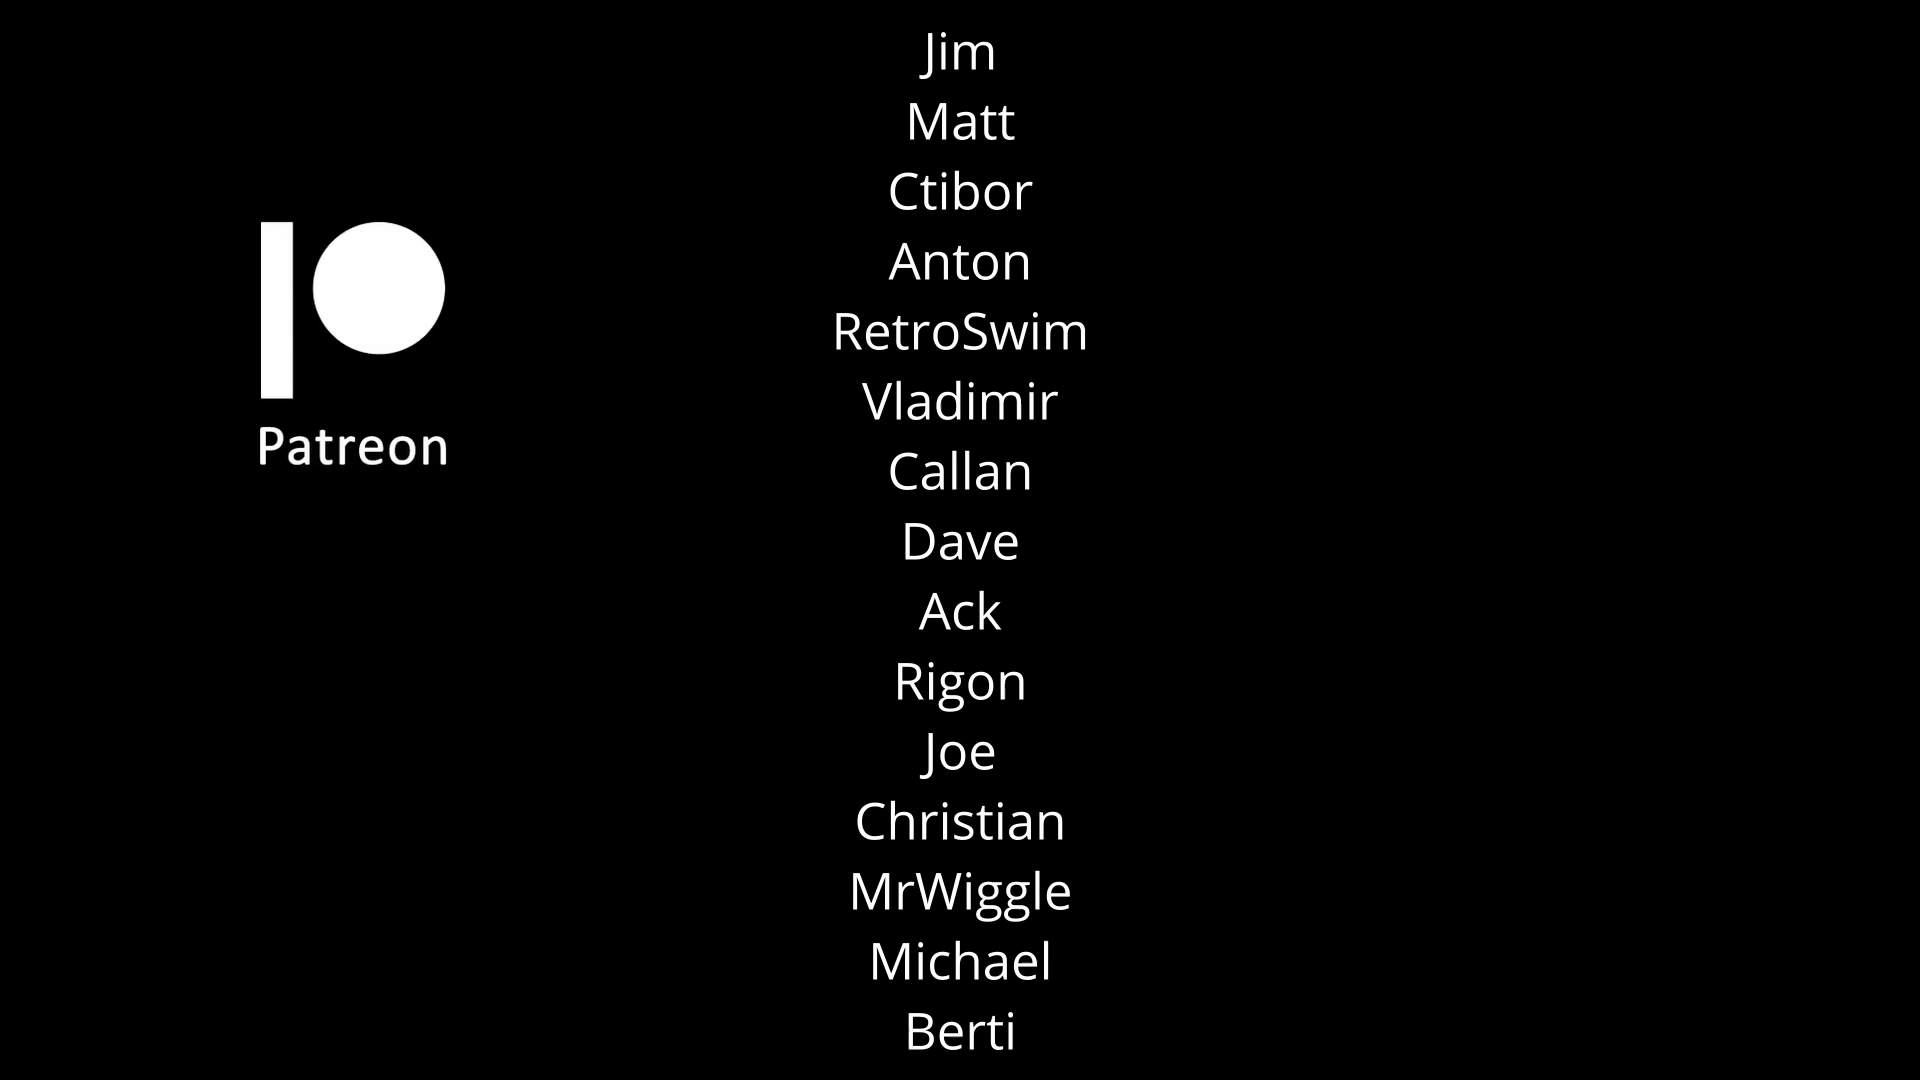 Patreon
Jim
Matt
Ctibor
Anton
RetroSwim
Vladimir
Callan
Dave
Ack
Rigon
Joe
Christian
MrWiggle
Michael
Berti